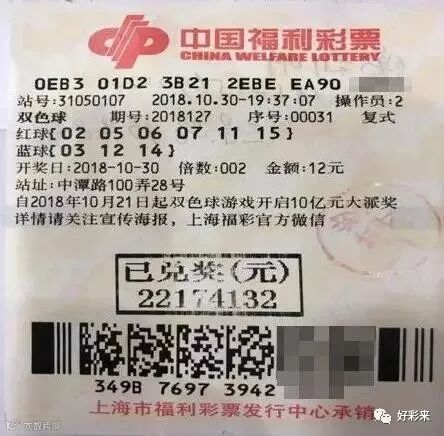 中国福利彩票
CHINA WELFARE LOTTERY
0EB3 01D2 3B21 2EBE EA90
站号:31050107 2018.10.30-19:37:07 操作员:2
双色球 期号:2018127 序号:00031 复式
红球[02 05 06 07 11 15]
蓝球[03 12 14]
开奖日:2018-10-30 倍数:002 金额:12元
站址:中潭路100弄28号
自2018年10月21日起双色球游戏开启10亿元大派奖
详情请关注宣传海报,上海福彩官方微信
已兑奖(元)
22174132
349B 7697 3942
上海市福利彩票发行中心承销
好彩来